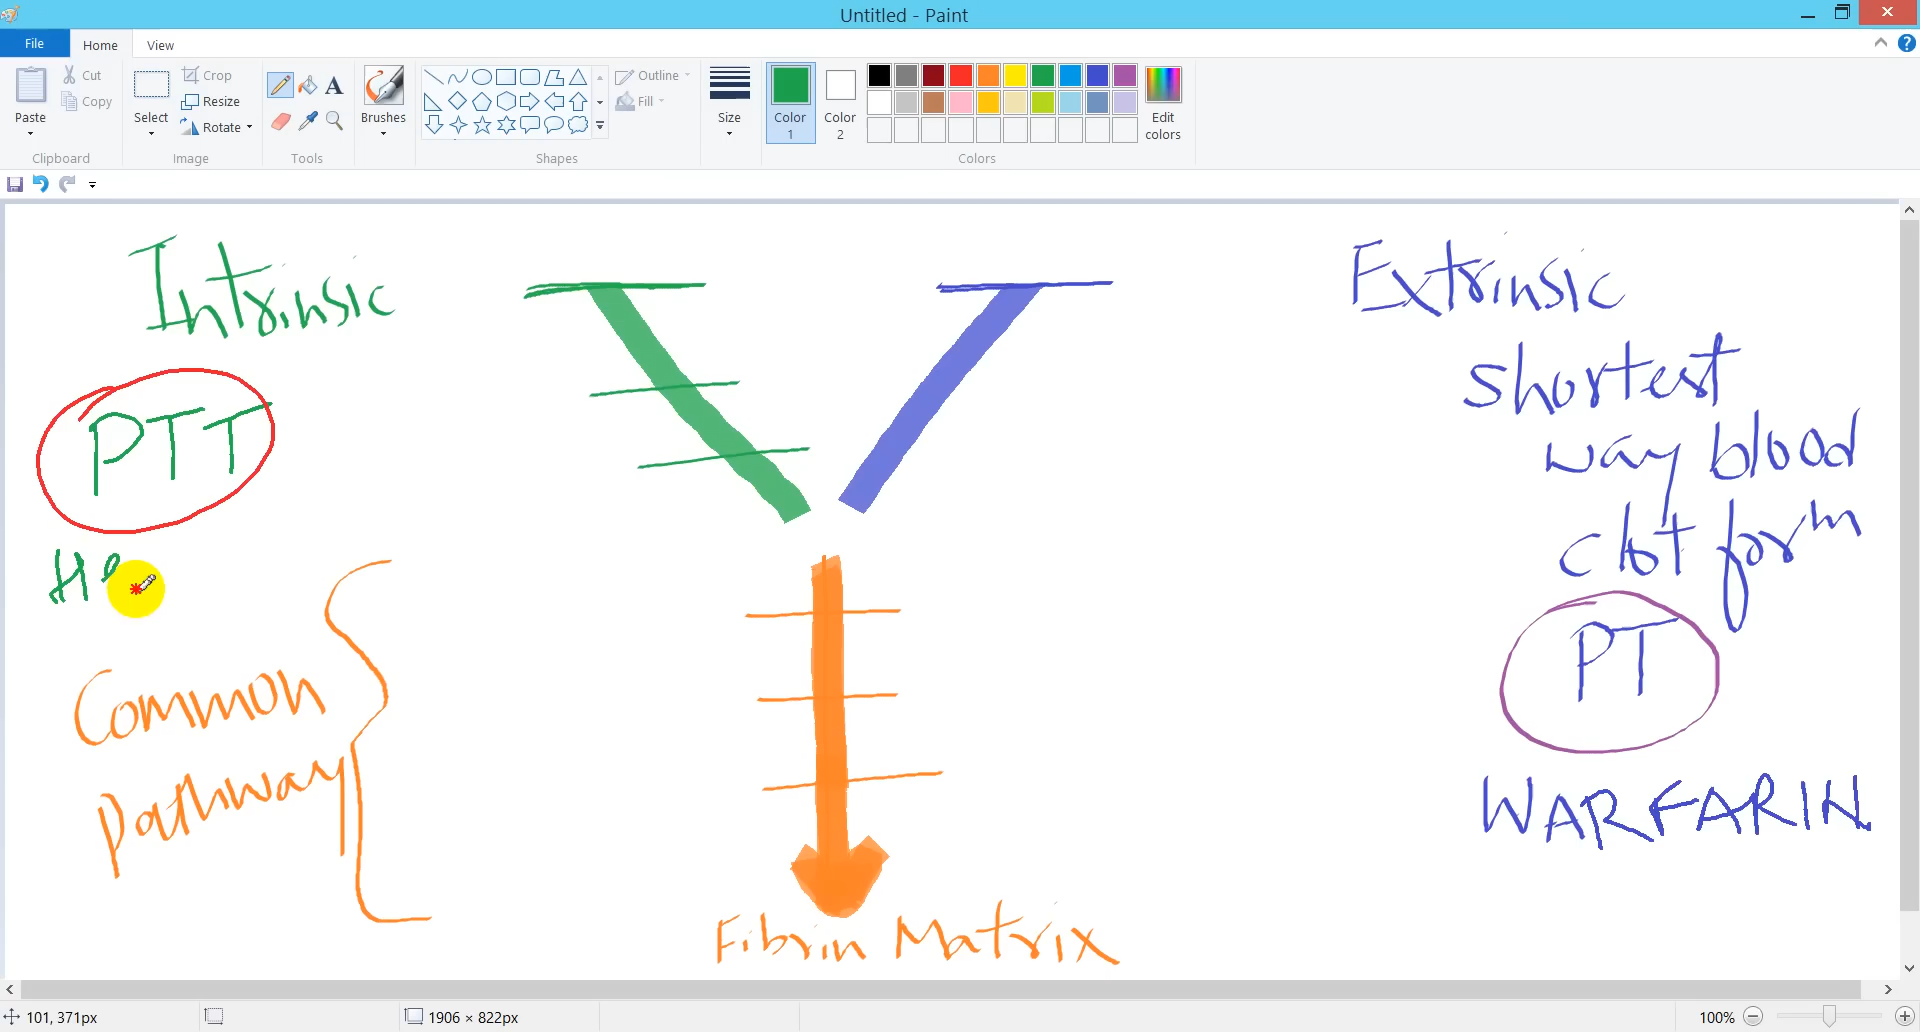 Untitled - Paint
File
Home
View
Paste
Cut
Copy
Clipboard
Select
Crop
Resize
Rotate
Image
A
Tools
Brushes
Shapes
Outline
Fill
Size
Color 1
Color 2
Edit colors
Colors
Intrinsic
PTT
He
Common
pathway
Fibrin Matrix
Extrinsic
shortest
way blood
clot form
PT
WARFARIN
101, 371px
1906 × 822px
100%